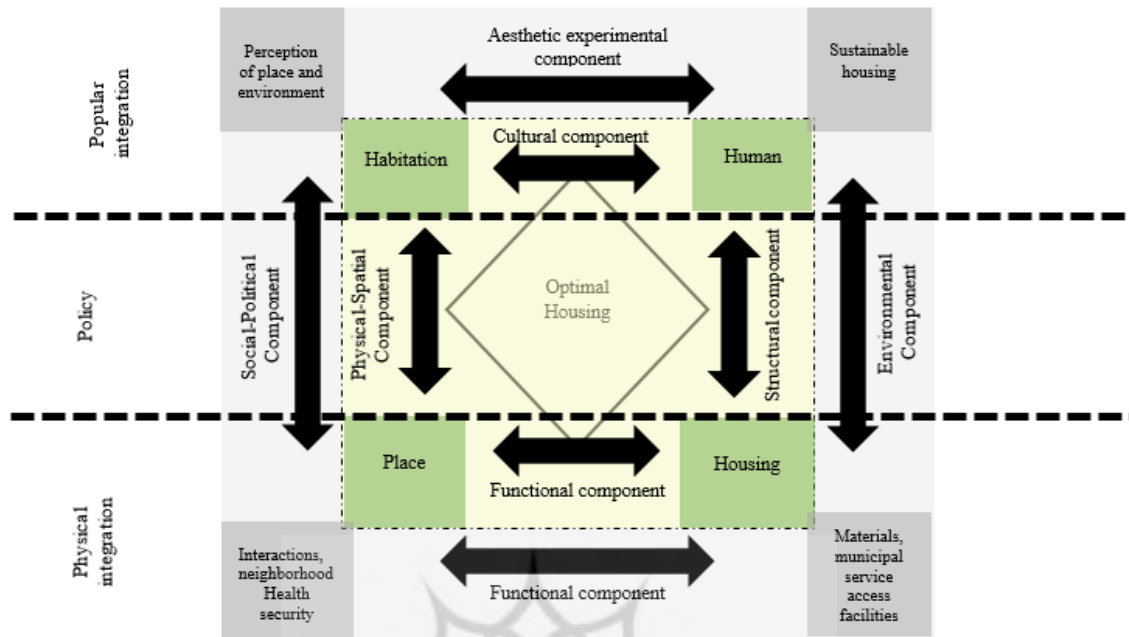 Popular
integration
Perception
of place and
environment
Aesthetic experimental
component
Sustainable
housing
Habitation
Cultural component
Human
Policy
Social-Political
Component
Physical-Spatial
Component
Optimal
Housing
Structural component
Environmental
Component
Physical
integration
Place
Functional component
Housing
Interactions,
neighborhood
Health
security
Functional component
Materials,
municipal
service
access
facilities